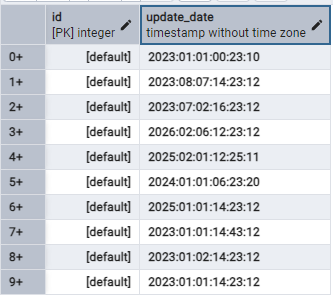 id update_date
[PK] integer timestamp without time zone
0+ [default] 2023:01:01:00:23:10
1+ [default] 2023:08:07:14:23:12
2+ [default] 2023:07:02:16:23:12
3+ [default] 2026:02:06:12:23:12
4+ [default] 2025:02:01:12:25:11
5+ [default] 2024:01:01:06:23:20
6+ [default] 2025:01:01:14:23:12
7+ [default] 2023:01:01:14:43:12
8+ [default] 2023:01:02:14:23:12
9+ [default] 2023:01:01:14:23:12